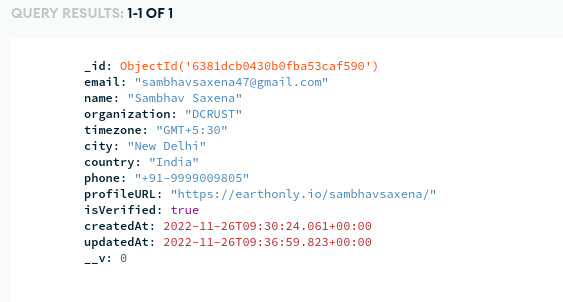 QUERY RESULTS: 1-1 OF 1
_id: ObjectId('6381dcb0430b0fba53caf590')
email: "sambhavsaxena47@gmail.com"
name: "Sambhav Saxena"
organization: "DCRUST"
timezone: "GMT+5:30"
city: "New Delhi"
country: "India"
phone: "+91-9999009805"
profileURL: "https://earthonly.io/sambhavsaxena/"
isVerified: true
createdAt: 2022-11-26T09:30:24.061+00:00
updatedAt: 2022-11-26T09:36:59.823+00:00
__v: 0